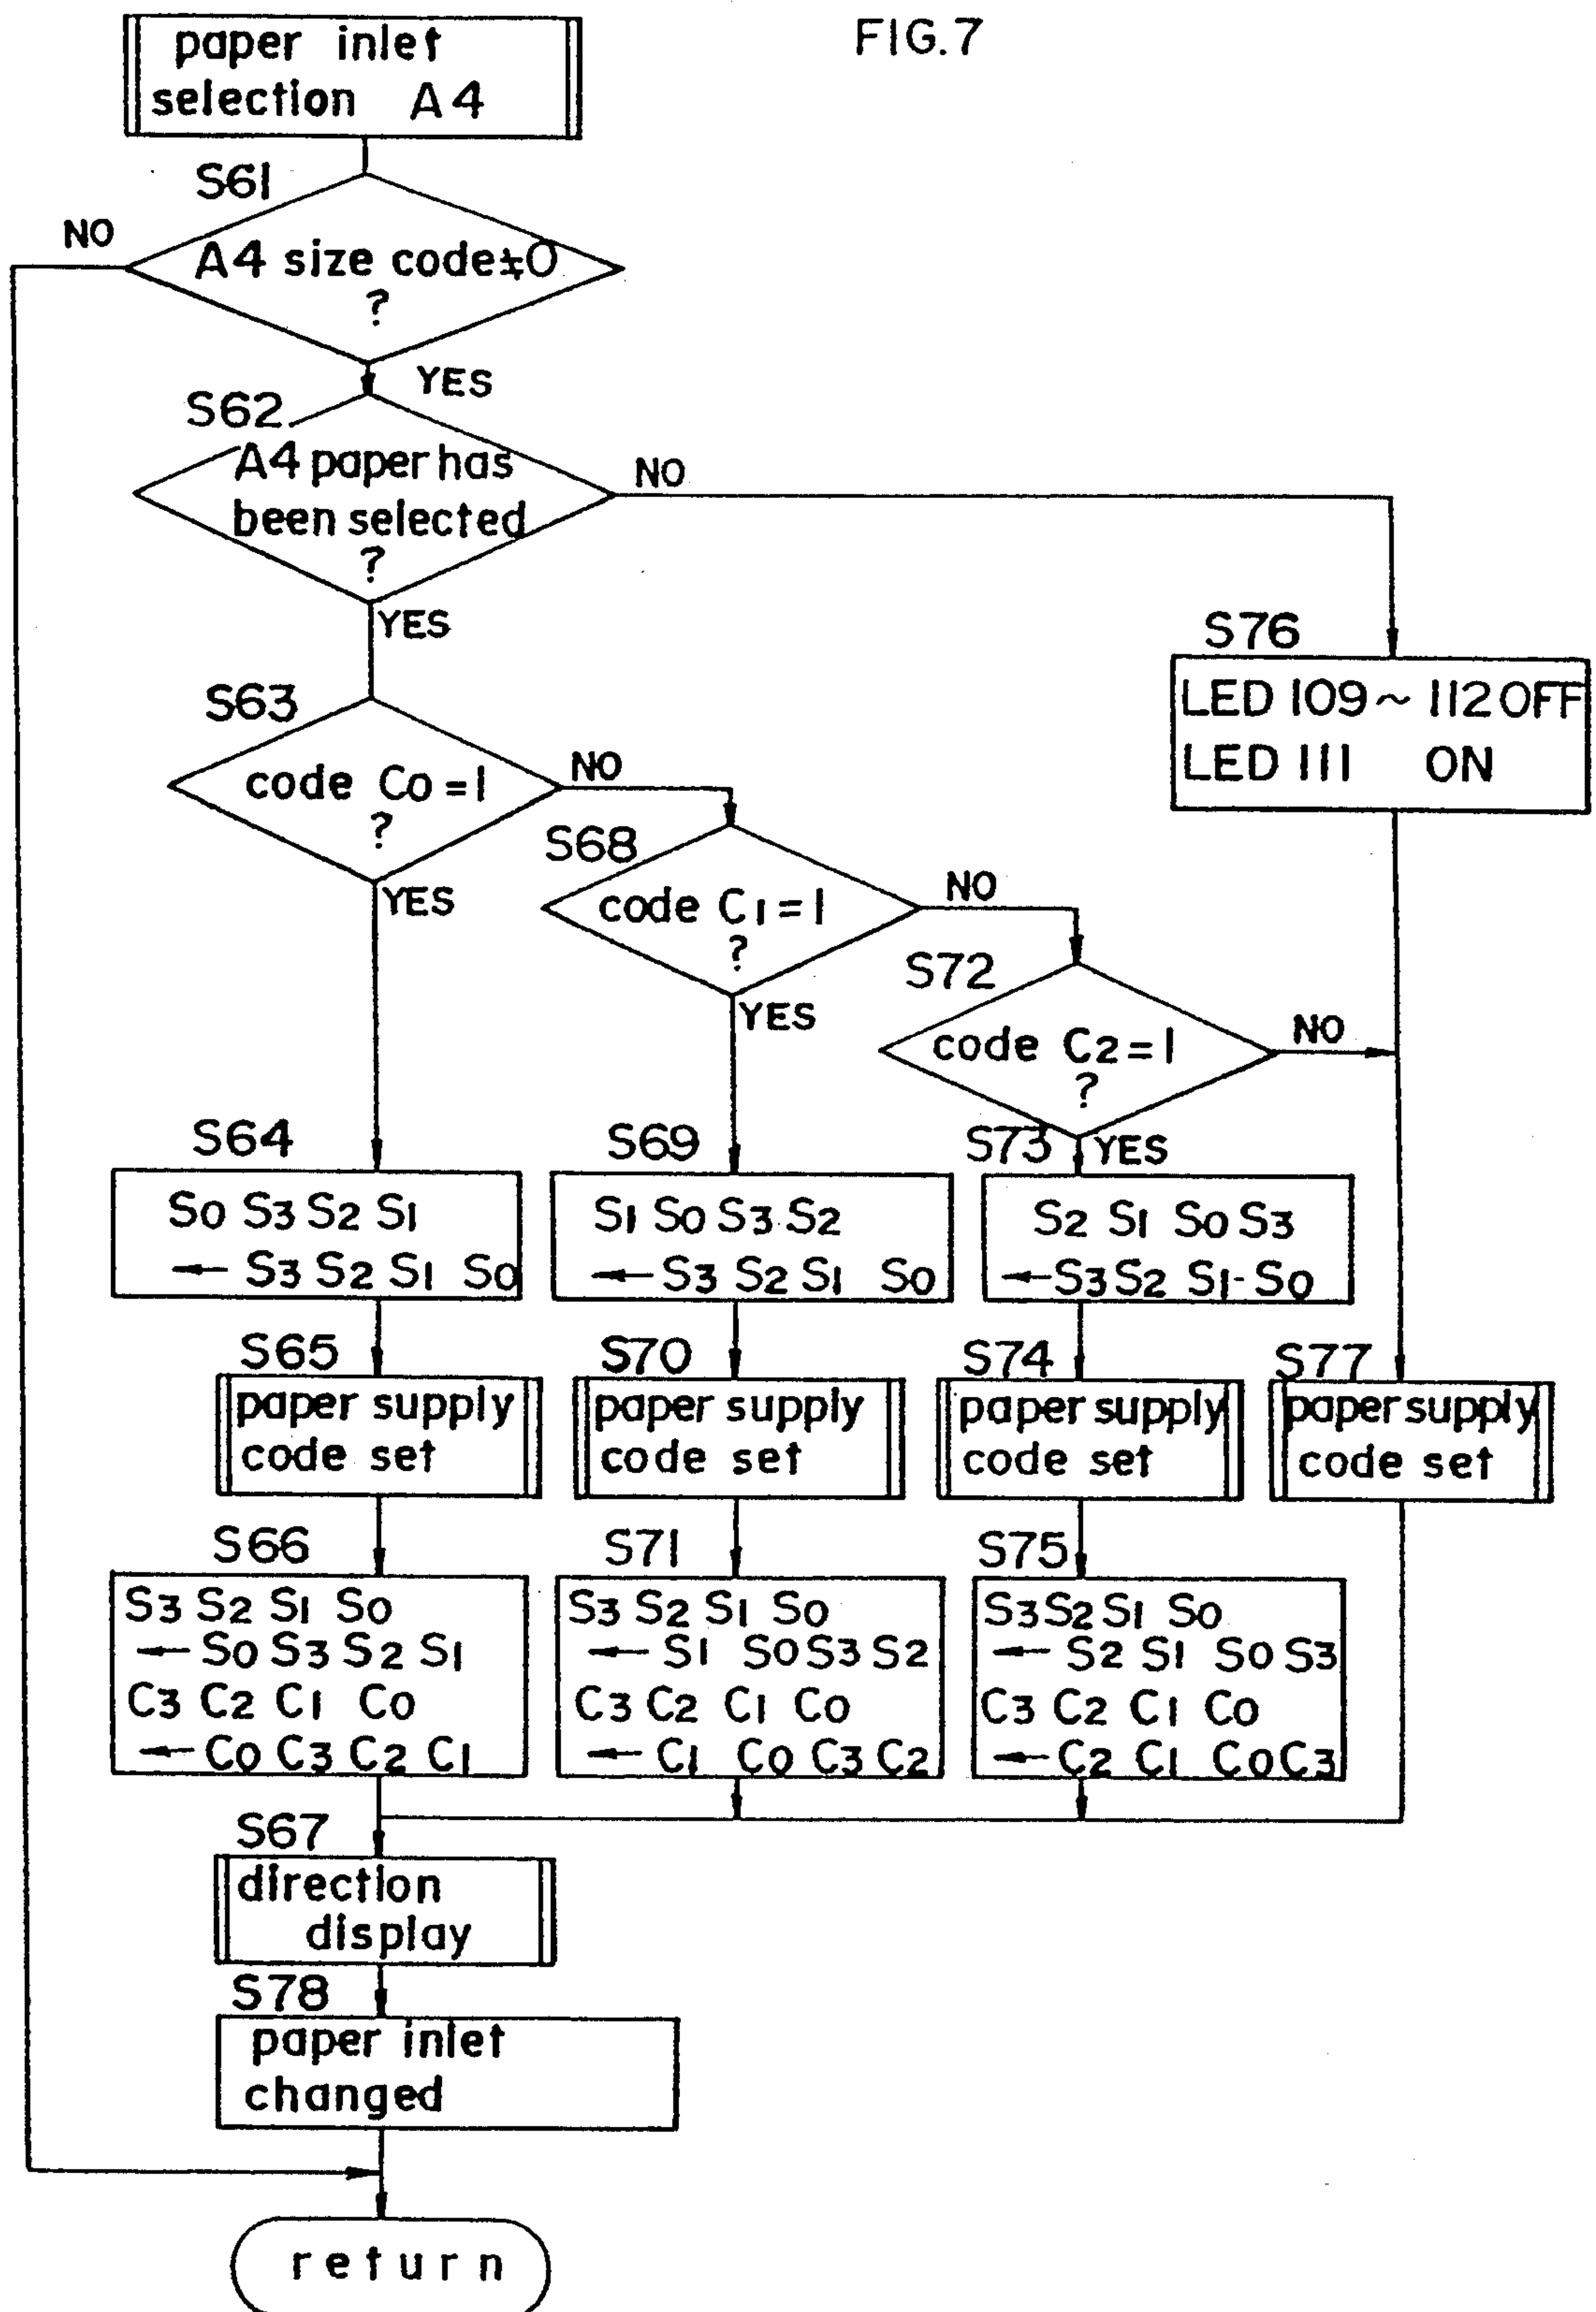 FIG.7
paper inlet
selection A4
S61
NO
A4 size code≠0
?
YES
S62
A4 paper has
been selected
?
NO
YES
S76
LED 109~112 OFF
LED 111 ON
S63
code C0=1
?
NO
YES
S68
code C1=1
?
NO
YES
S72
code C2=1
?
NO
YES
S64
S0 S3 S2 S1
← S3 S2 S1 S0
S69
S1 S0 S3 S2
← S3 S2 S1 S0
S73
S2 S1 S0 S3
← S3 S2 S1 S0
S65
paper supply
code set
S70
paper supply
code set
S74
paper supply
code set
S77
paper supply
code set
S66
S3 S2 S1 S0
← S0 S3 S2 S1
C3 C2 C1 C0
← C0 C3 C2 C1
S71
S3 S2 S1 S0
← S1 S0 S3 S2
C3 C2 C1 C0
← C1 C0 C3 C2
S75
S3 S2 S1 S0
← S2 S1 S0 S3
C3 C2 C1 C0
← C2 C1 C0 C3
S67
direction
display
S78
paper inlet
changed
return